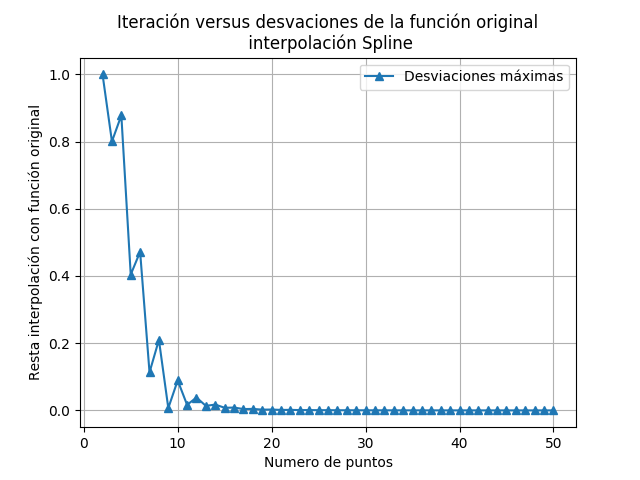 Iteración versus desvaciones de la función original
interpolación Spline
Desviaciones máximas
Resta interpolación con función original
1.0
0.8
0.6
0.4
0.2
0.0
0 10 20 30 40 50
Numero de puntos